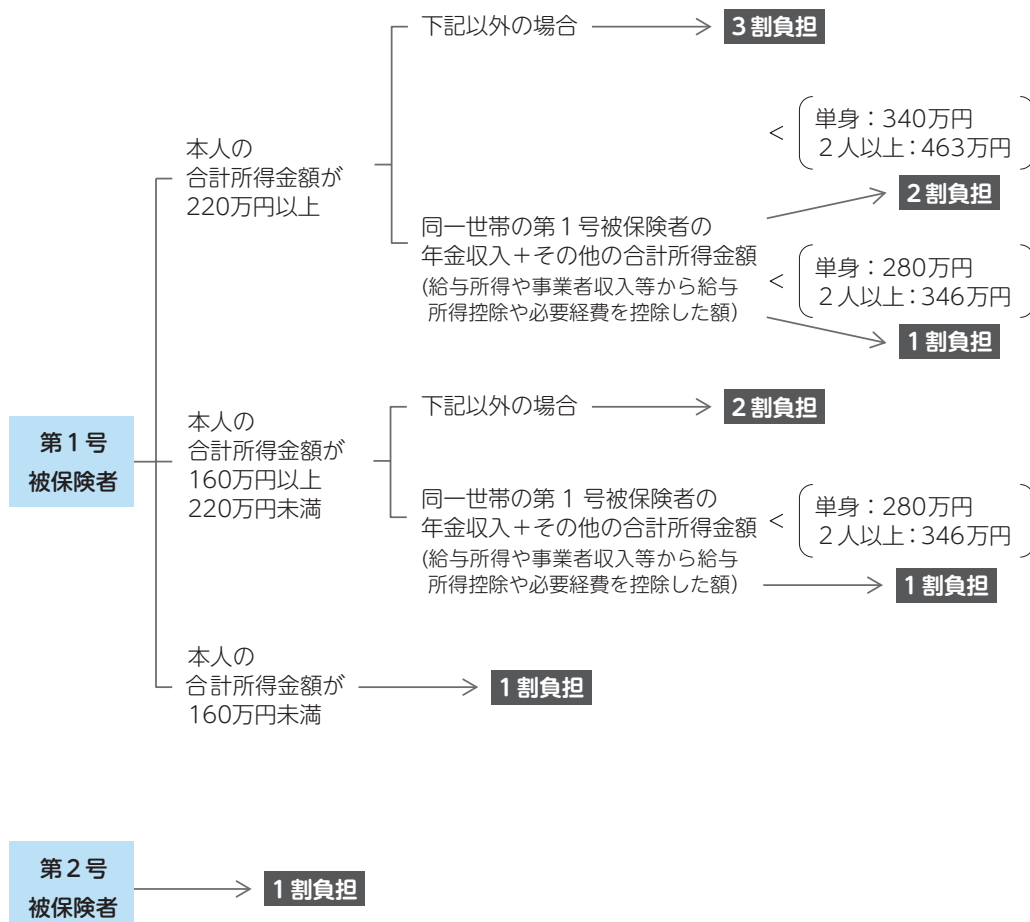 下記以外の場合
3割負担
本人の
合計所得金額が
220万円以上
< 単身：340万円
２人以上：463万円
2割負担
同一世帯の第１号被保険者の
年金収入＋その他の合計所得金額
(給与所得や事業者収入等から給与
所得控除や必要経費を控除した額)
< 単身：280万円
２人以上：346万円
1割負担
第１号
被保険者
本人の
合計所得金額が
160万円以上
220万円未満
下記以外の場合
2割負担
同一世帯の第１号被保険者の
年金収入＋その他の合計所得金額
(給与所得や事業者収入等から給与
所得控除や必要経費を控除した額)
< 単身：280万円
２人以上：346万円
1割負担
本人の
合計所得金額が
160万円未満
1割負担
第２号
被保険者
1割負担